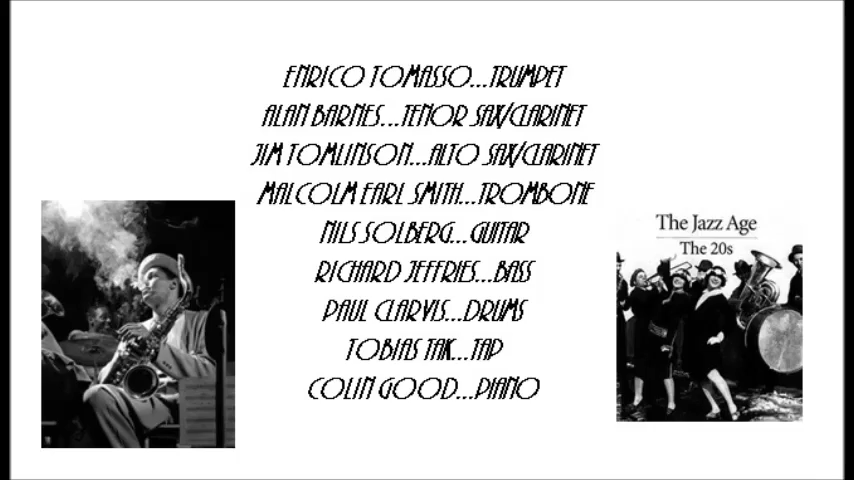 ENRICO TOMASSO...TRUMPET
ALAN BARNES...TENOR SAX/CLARINET
JIM TOMLINSON...ALTO SAX/CLARINET
MALCOLM EARL SMITH...TROMBONE
NILS SOLBERG...GUITAR
RICHARD JEFFRIES...BASS
PAUL CLARVIS...DRUMS
TOBIAS TAK...TAP
COLIN GOOD...PIANO
The Jazz Age
The 20s